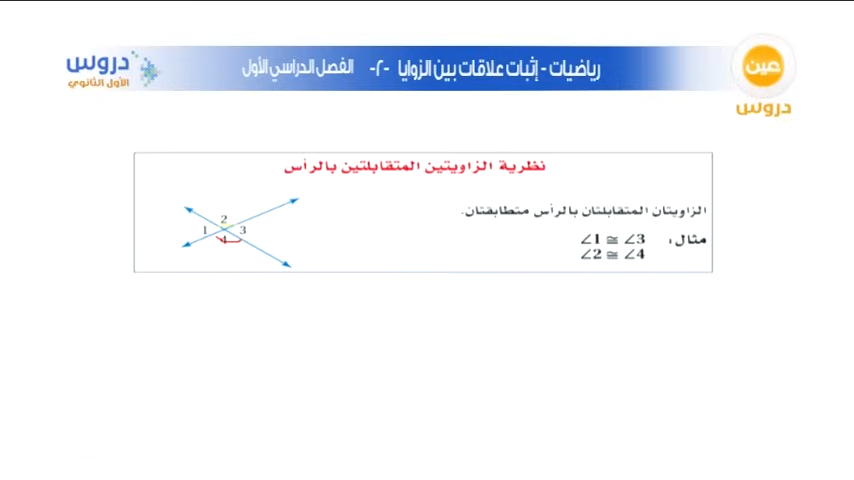 دروس
الأول الثانوي
رياضيات - إثبات علاقات بين الزوايا -٢- الفصل الدراسي الأول
عين
دروس
نظرية الزاويتين المتقابلتين بالرأس
الزاويتان المتقابلتان بالرأس متطابقتان.
مثال: ∠1 ≅ ∠3
∠2 ≅ ∠4
2
1 3
4